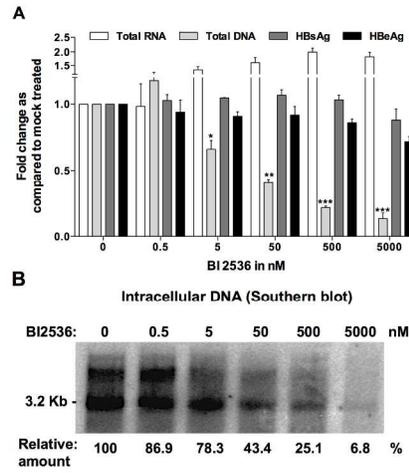 A
Total RNA Total DNA HBsAg HBeAg
Fold change as
compared to mock treated
2.5
2.0
1.5
1.0
0.5
0.0
* ** *** ***
0 0.5 5 50 500 5000
BI 2536 in nM
B
Intracellular DNA (Southern blot)
BI2536: 0 0.5 5 50 500 5000 nM
3.2 Kb -
Relative: 100 86.9 78.3 43.4 25.1 6.8 %
amount